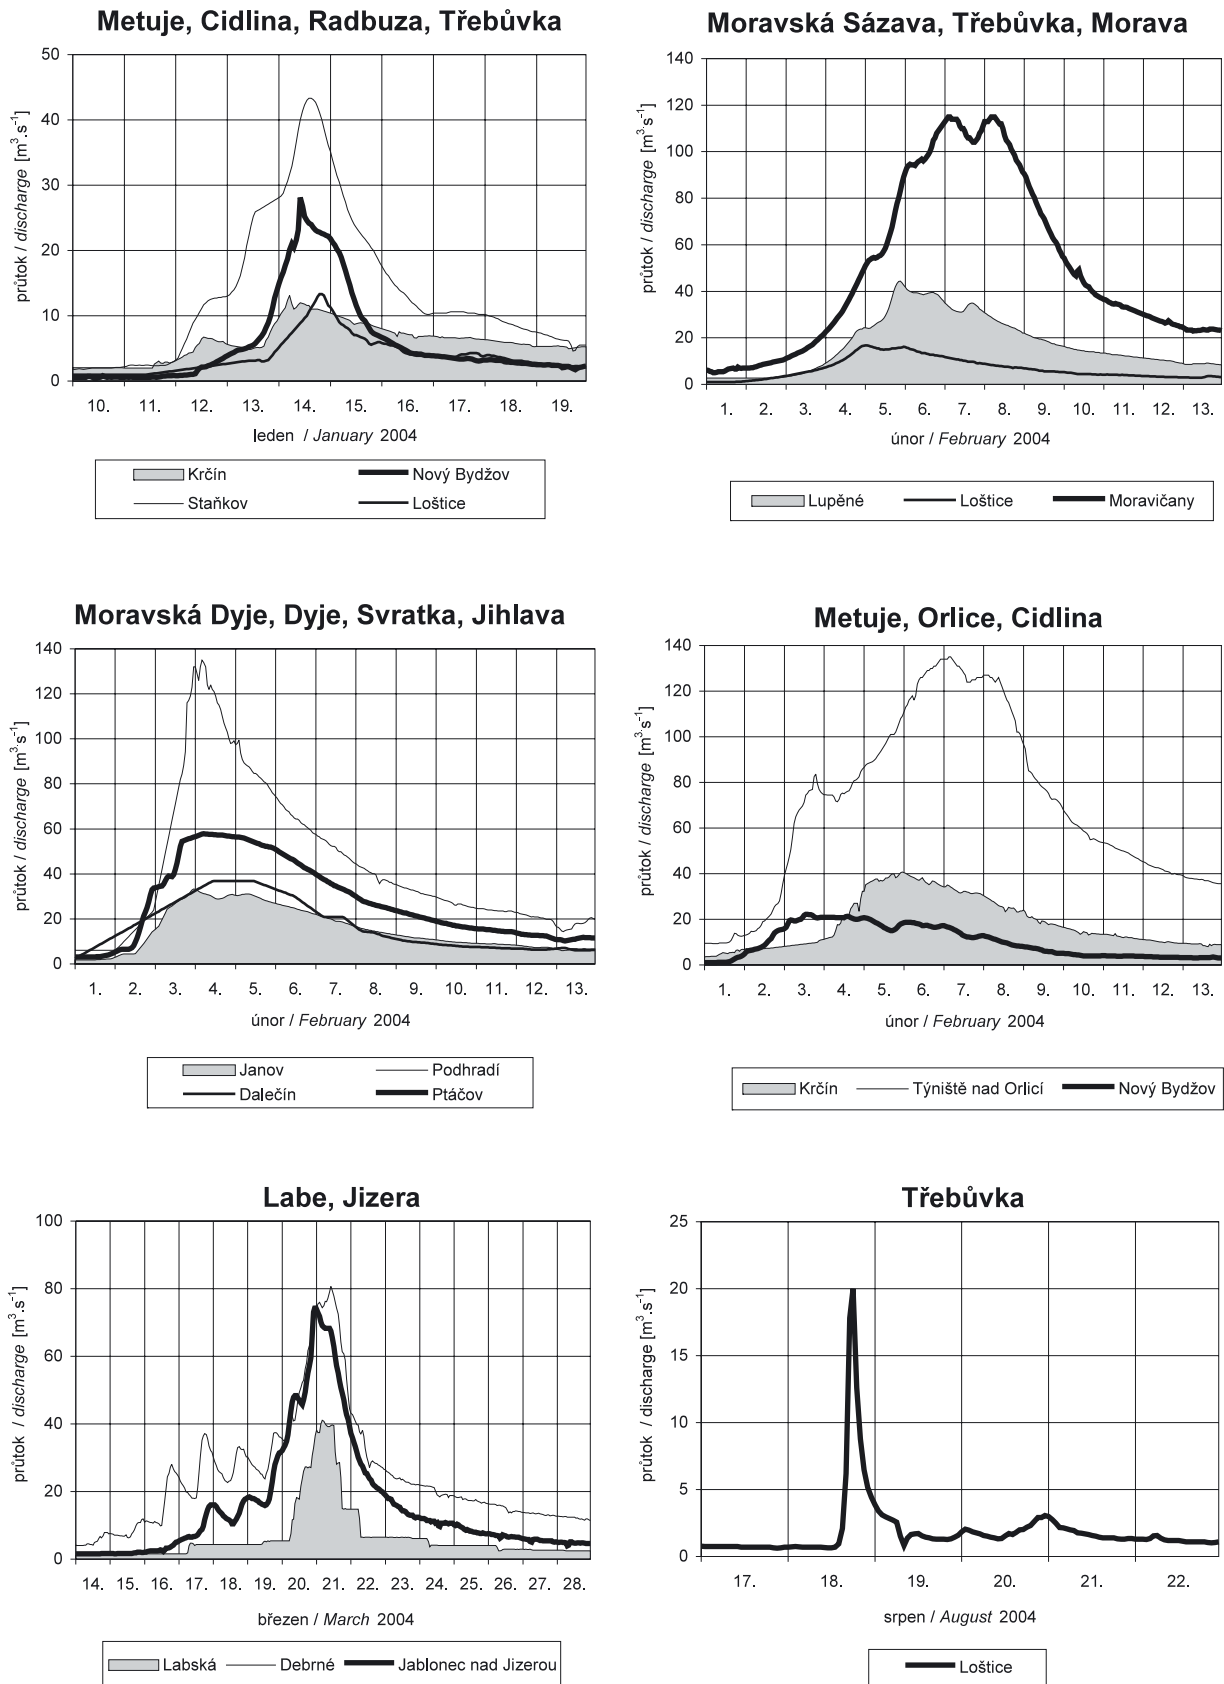 Metuje, Cidlina, Radbuza, Třebůvka
50
40
30
20
10
0
průtok / discharge [m³.s⁻¹]
10. 11. 12. 13. 14. 15. 16. 17. 18. 19.
leden / January 2004
Krčín Nový Bydžov
Staňkov Loštice
Moravská Sázava, Třebůvka, Morava
140
120
100
80
60
40
20
0
průtok / discharge [m³.s⁻¹]
1. 2. 3. 4. 5. 6. 7. 8. 9. 10. 11. 12. 13.
únor / February 2004
Lupěné Loštice Moravičany
Moravská Dyje, Dyje, Svratka, Jihlava
140
120
100
80
60
40
20
0
průtok / discharge [m³.s⁻¹]
1. 2. 3. 4. 5. 6. 7. 8. 9. 10. 11. 12. 13.
únor / February 2004
Janov Podhradí
Dalečín Ptáčov
Metuje, Orlice, Cidlina
140
120
100
80
60
40
20
0
průtok / discharge [m³.s⁻¹]
1. 2. 3. 4. 5. 6. 7. 8. 9. 10. 11. 12. 13.
únor / February 2004
Krčín Týniště nad Orlicí Nový Bydžov
Labe, Jizera
100
80
60
40
20
0
průtok / discharge [m³.s⁻¹]
14. 15. 16. 17. 18. 19. 20. 21. 22. 23. 24. 25. 26. 27. 28.
březen / March 2004
Labská Debrné Jablonec nad Jizerou
Třebůvka
25
20
15
10
5
0
průtok / discharge [m³.s⁻¹]
17. 18. 19. 20. 21. 22.
srpen / August 2004
Loštice